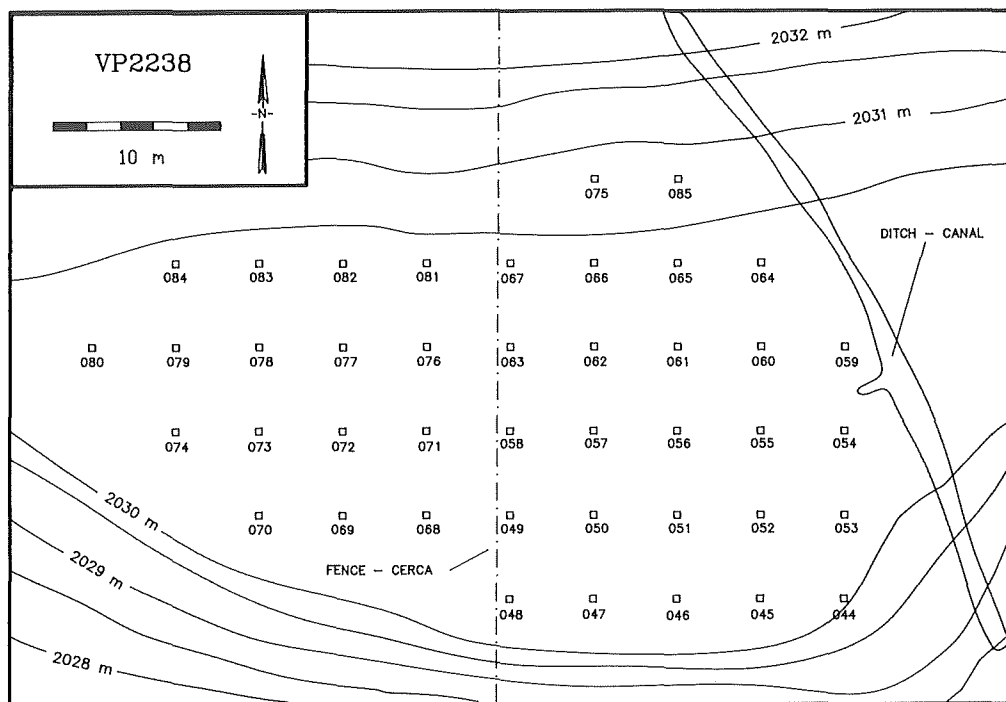 VP2238
-N-
10 m
2032 m
2031 m
075 085
DITCH – CANAL
084 083 082 081 067 066 065 064
080 079 078 077 076 063 062 061 060 059
074 073 072 071 058 057 056 055 054
2030 m
070 069 068 049 050 051 052 053
2029 m
FENCE – CERCA
048 047 046 045 044
2028 m